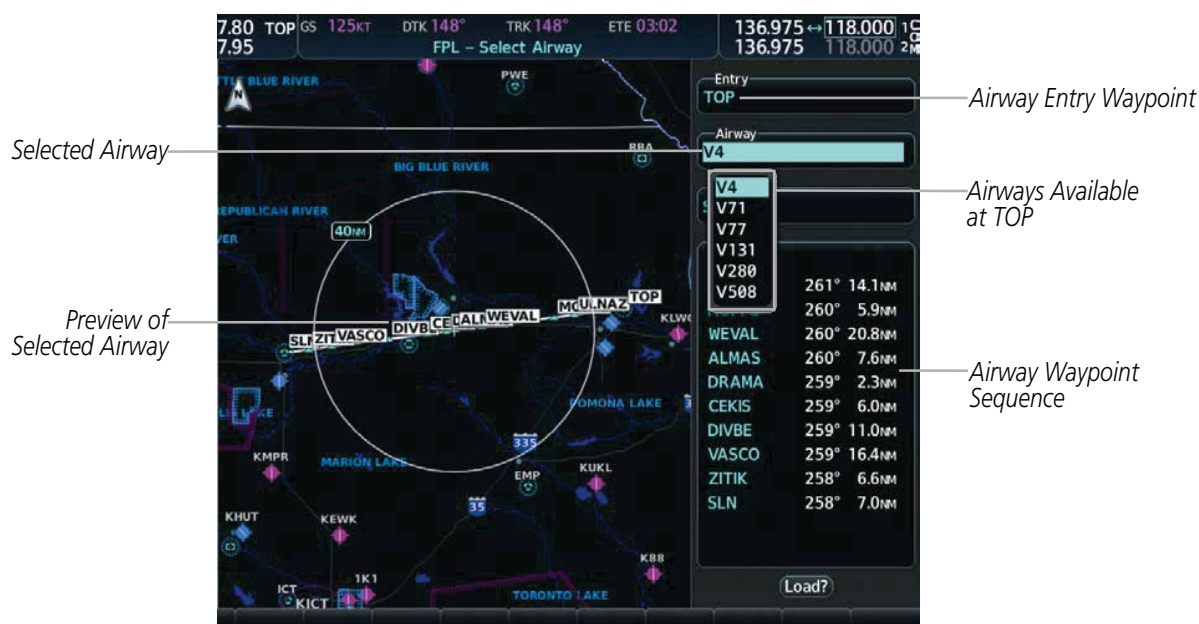 7.80 TOP GS 125KT DTK 148° TRK 148° ETE 03:02 136.975 ↔ 118.000 1
7.95 FPL – Select Airway 136.975 118.000 2
Entry
TOP
Airway Entry Waypoint
Airway
V4
Selected Airway
V4
V71
V77
V131
V280
V508
Airways Available
at TOP
261° 14.1NM
260° 5.9NM
WEVAL 260° 20.8NM
ALMAS 260° 7.6NM
DRAMA 259° 2.3NM
CEKIS 259° 6.0NM
DIVBE 259° 11.0NM
VASCO 259° 16.4NM
ZITIK 258° 6.6NM
SLN 258° 7.0NM
Airway Waypoint
Sequence
Load?
Preview of
Selected Airway
BLUE RIVER
N
PWE
BIG BLUE RIVER
REPUBLICAN RIVER
40NM
VASCO
WEVAL
TOP
POMONA LAKE
335
KMPR
MARION LAKE
EMP
KUKL
35
KHUT
KEWK
K88
1K1
ICT
KICT
TORONTO LAKE